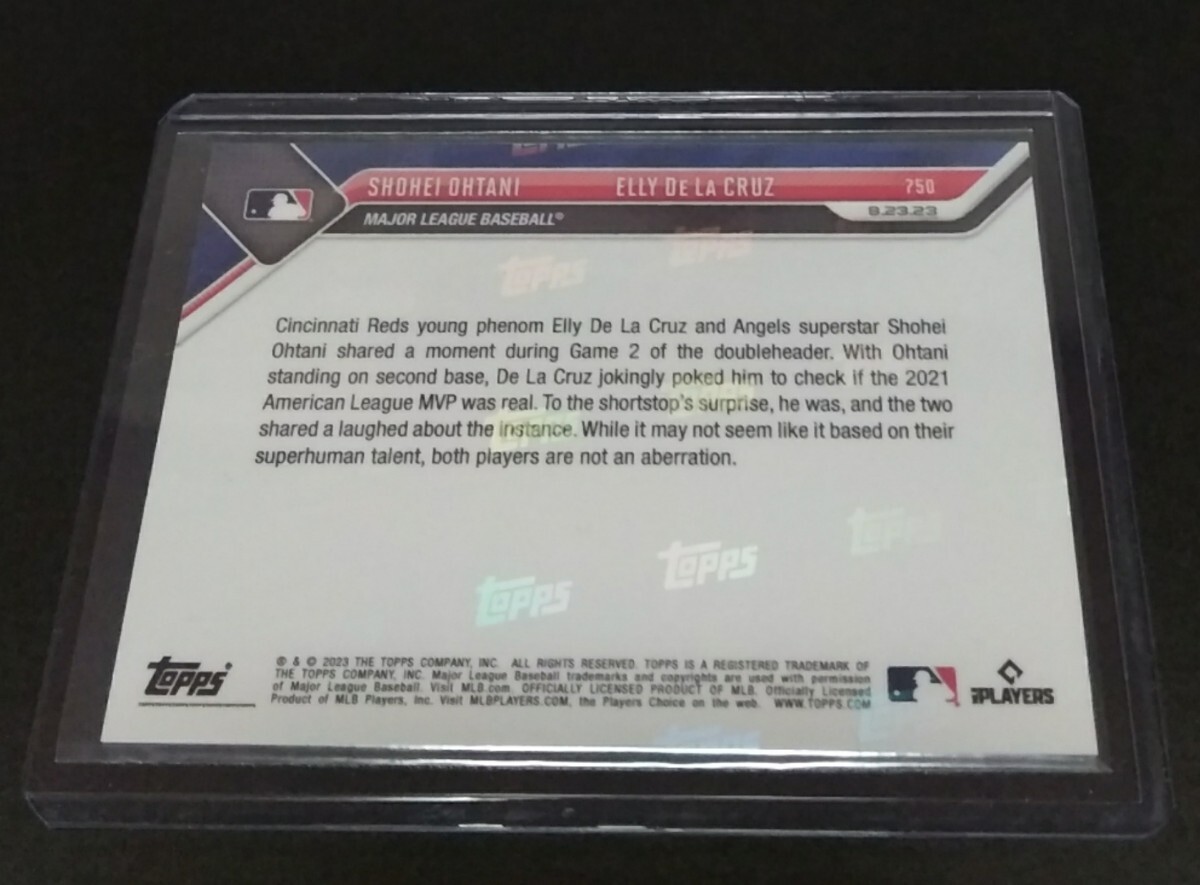 SHOHEI OHTANI ELLY DE LA CRUZ 750
MAJOR LEAGUE BASEBALL® 8.23.23
Topps Topps
Cincinnati Reds young phenom Elly De La Cruz and Angels superstar Shohei
Ohtani shared a moment during Game 2 of the doubleheader. With Ohtani
standing on second base, De La Cruz jokingly poked him to check if the 2021
American League MVP was real. To the shortstop's surprise, he was, and the two
shared a laughed about the instance. While it may not seem like it based on their
superhuman talent, both players are not an aberration.
Topps Topps Topps
Topps
® & © 2023 THE TOPPS COMPANY, INC. ALL RIGHTS RESERVED. TOPPS IS A REGISTERED TRADEMARK OF
THE TOPPS COMPANY, INC. Major League Baseball trademarks and copyrights are used with permission
of Major League Baseball. Visit MLB.com. OFFICIALLY LICENSED PRODUCT OF MLB. Officially Licensed
Product of MLB Players, Inc. Visit MLBPLAYERS.COM, the Players Choice on the web. WWW.TOPPS.COM
PLAYERS